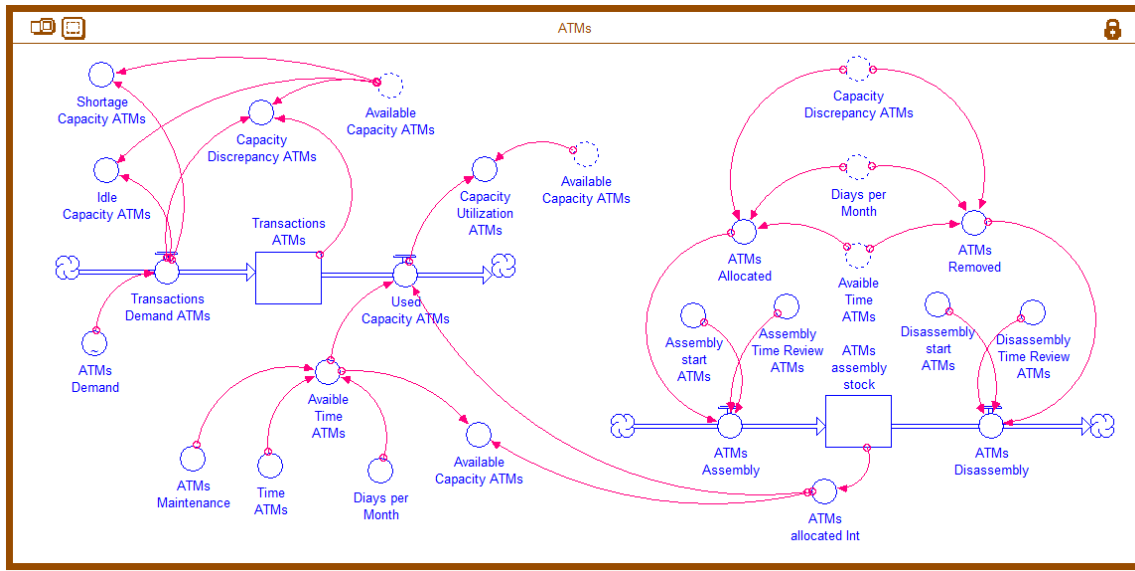 ATMs
Shortage
Capacity ATMs
Available
Capacity ATMs
Capacity
Discrepancy ATMs
Idle
Capacity ATMs
Transactions
ATMs
Capacity
Utilization
ATMs
Available
Capacity ATMs
Transactions
Demand ATMs
Used
Capacity ATMs
ATMs
Demand
Avaible
Time
ATMs
ATMs
Maintenance
Time
ATMs
Diays per
Month
Available
Capacity ATMs
Capacity
Discrepancy ATMs
Diays per
Month
ATMs
Allocated
ATMs
Removed
Avaible
Time
ATMs
Assembly
start
ATMs
Assembly
Time Review
ATMs
ATMs
assembly
stock
Disassembly
start
ATMs
Disassembly
Time Review
ATMs
ATMs
Assembly
ATMs
Disassembly
ATMs
allocated Int